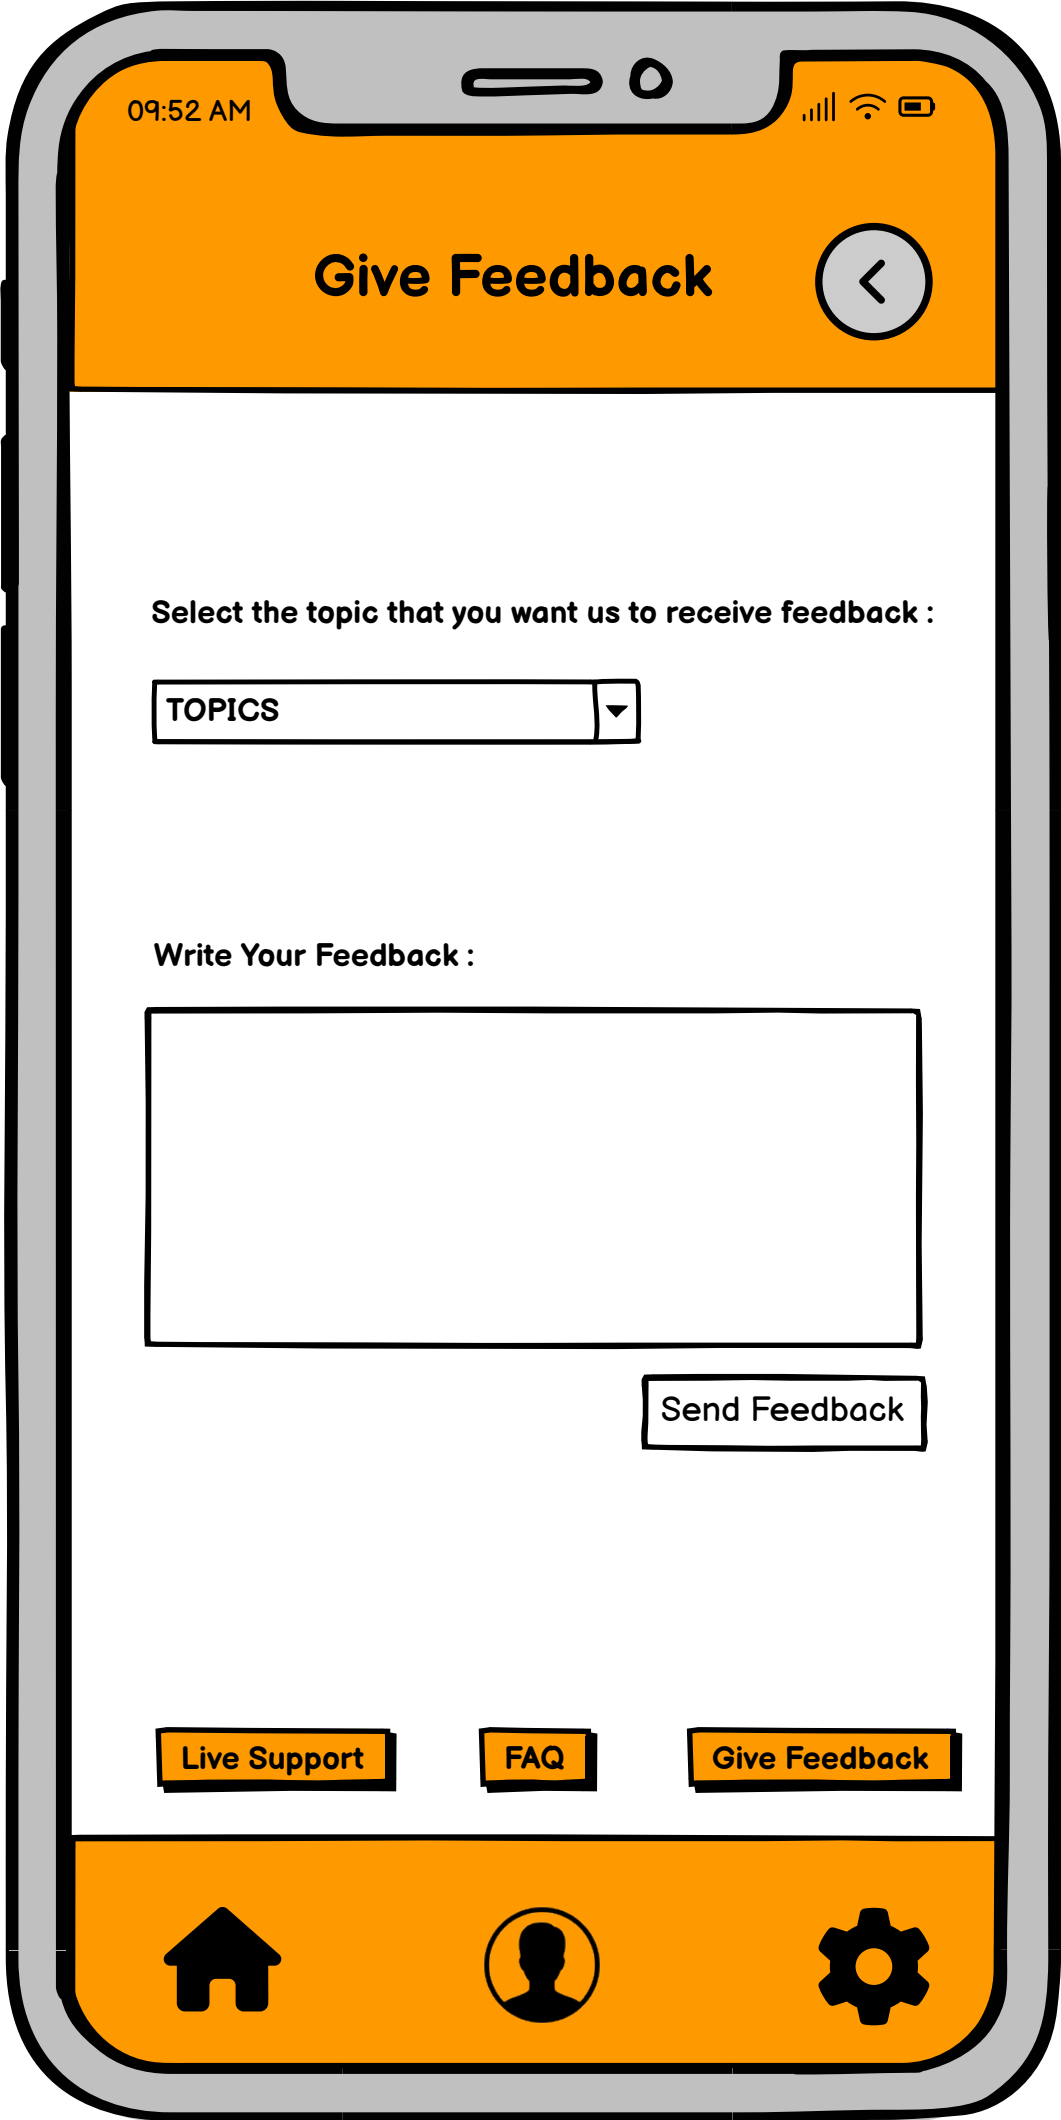 09:52 AM
Give Feedback
Select the topic that you want us to receive feedback :
TOPICS
Write Your Feedback :
Send Feedback
Live Support
FAQ
Give Feedback